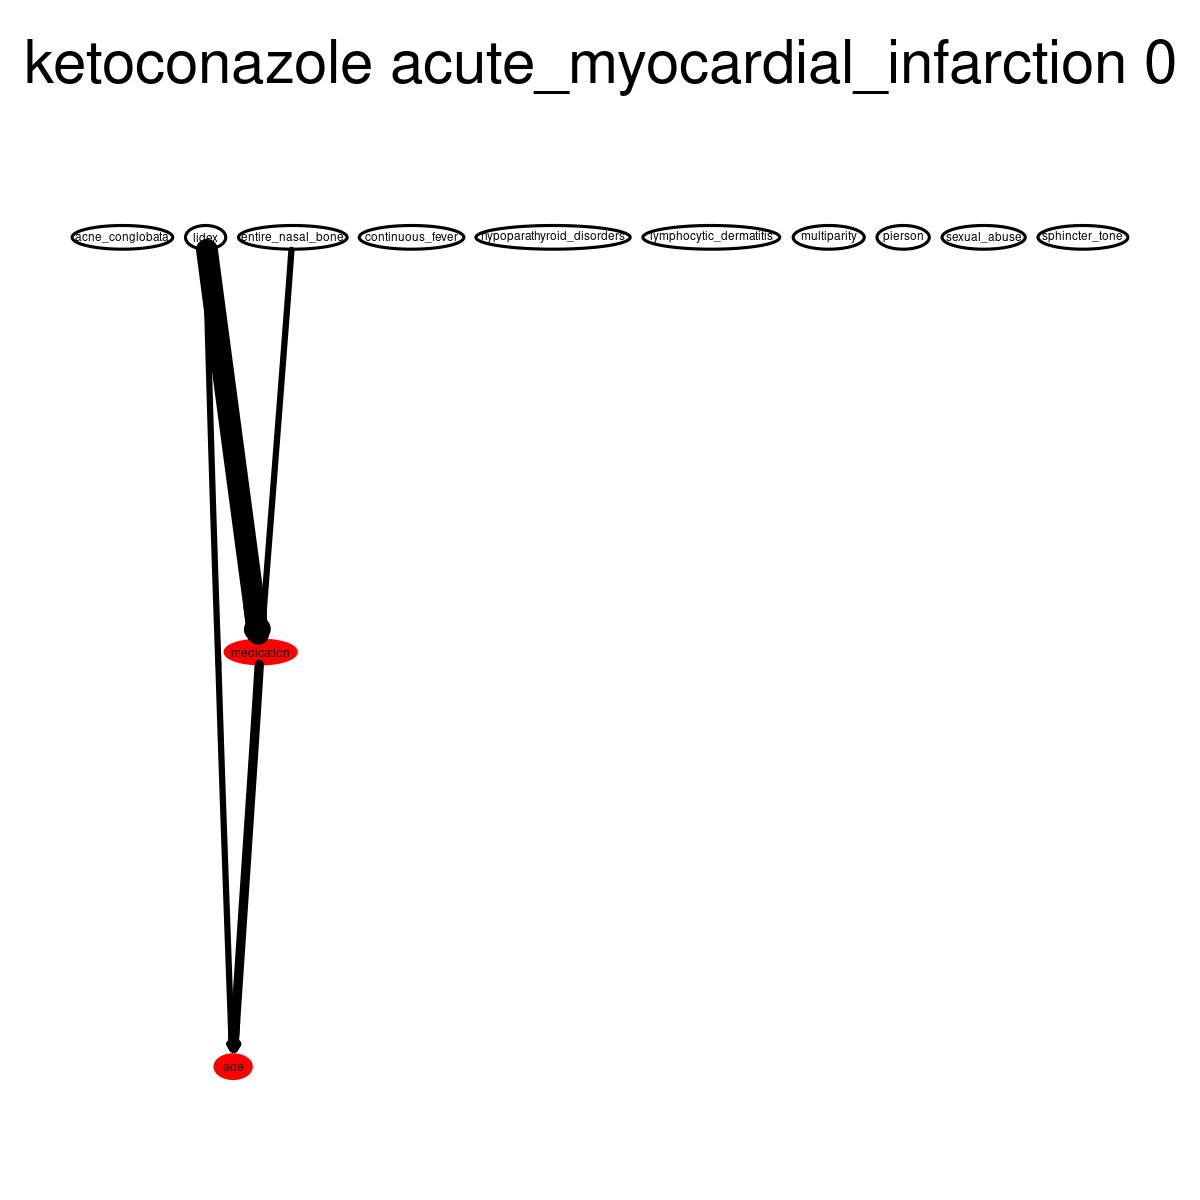 ketoconazole acute_myocardial_infarction 0
acne_conglobata lidex entire_nasal_bone continuous_fever hypoparathyroid_disorders lymphocytic_dermatitis multiparity pierson sexual_abuse sphincter_tone
medication
ade